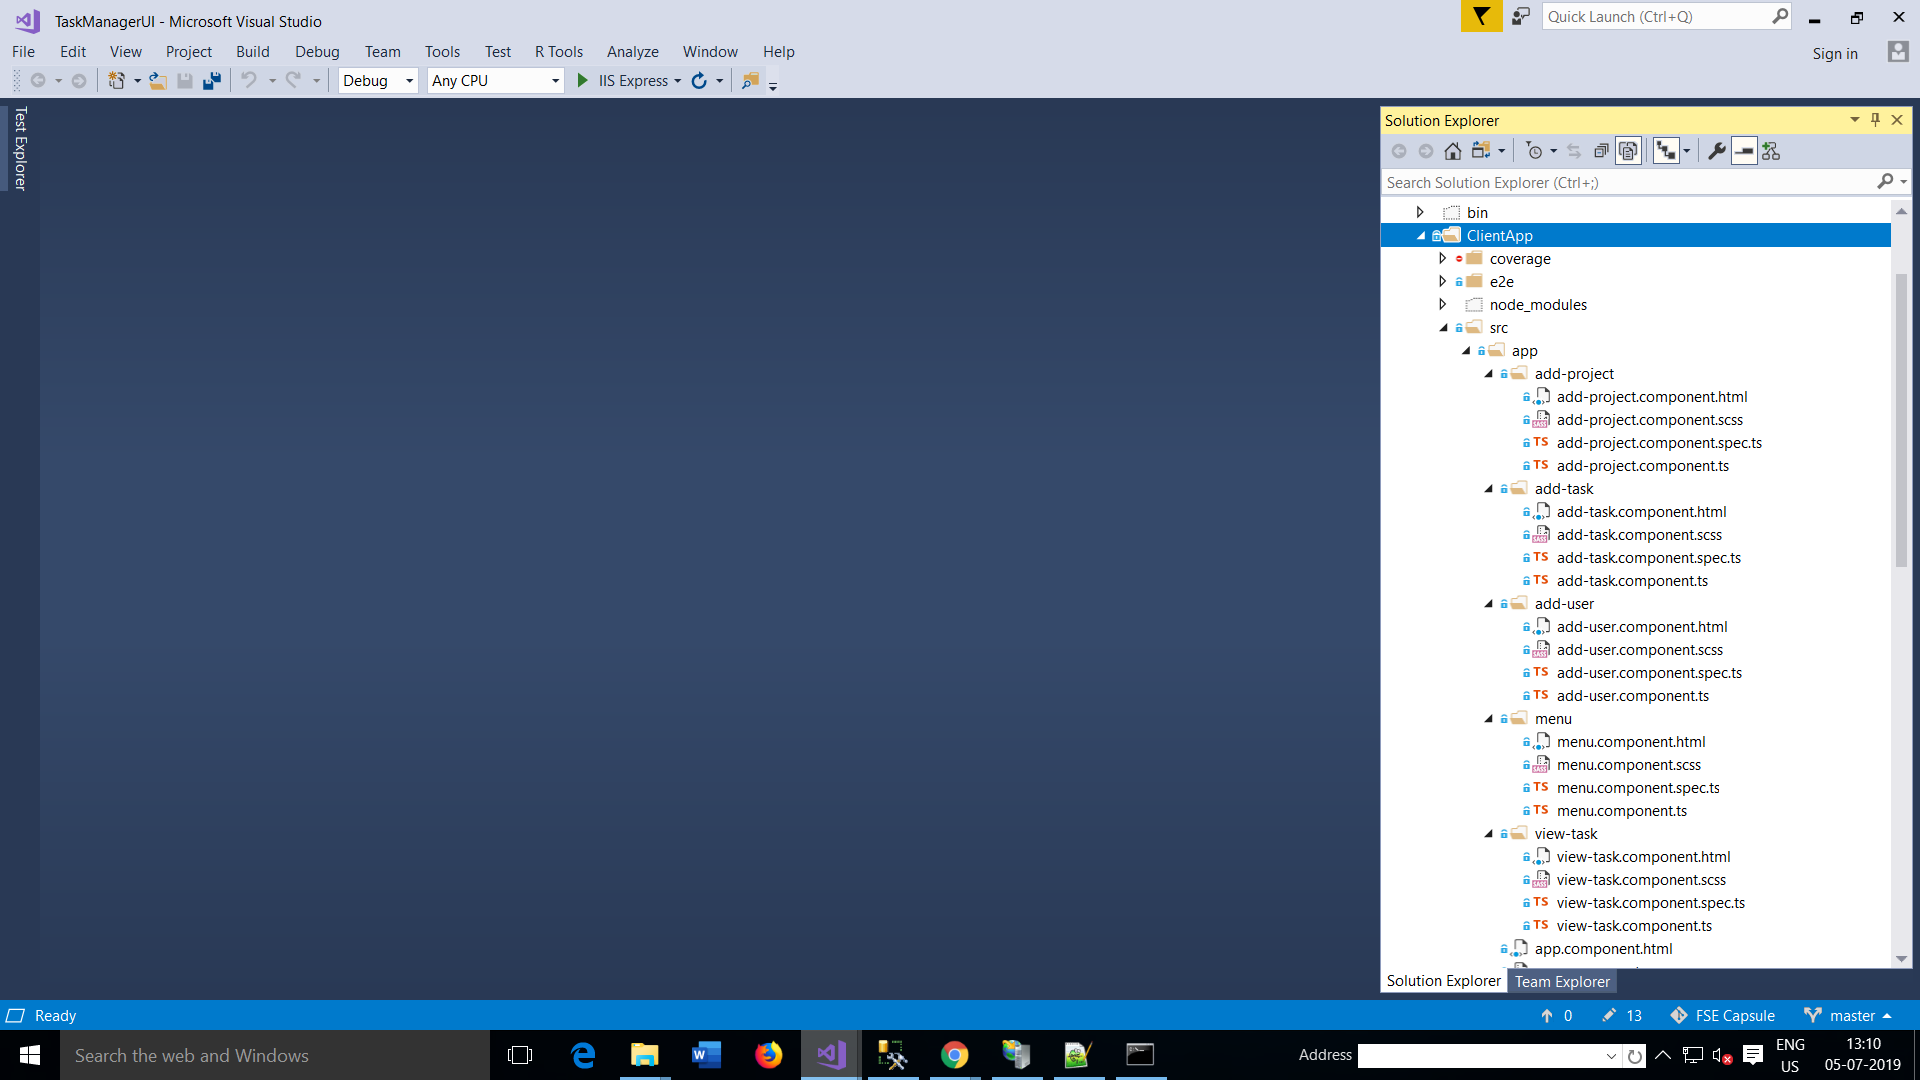 TaskManagerUI - Microsoft Visual Studio
Quick Launch (Ctrl+Q)
File Edit View Project Build Debug Team Tools Test R Tools Analyze Window Help
Sign in
Debug Any CPU IIS Express
Test Explorer
Solution Explorer
Search Solution Explorer (Ctrl+;)
bin
ClientApp
coverage
e2e
node_modules
src
app
add-project
add-project.component.html
add-project.component.scss
TS add-project.component.spec.ts
TS add-project.component.ts
add-task
add-task.component.html
add-task.component.scss
TS add-task.component.spec.ts
TS add-task.component.ts
add-user
add-user.component.html
add-user.component.scss
TS add-user.component.spec.ts
TS add-user.component.ts
menu
menu.component.html
menu.component.scss
TS menu.component.spec.ts
TS menu.component.ts
view-task
view-task.component.html
view-task.component.scss
TS view-task.component.spec.ts
TS view-task.component.ts
app.component.html
Solution Explorer Team Explorer
Ready 0 13 FSE Capsule master
Search the web and Windows
Address
ENG
US
13:10
05-07-2019